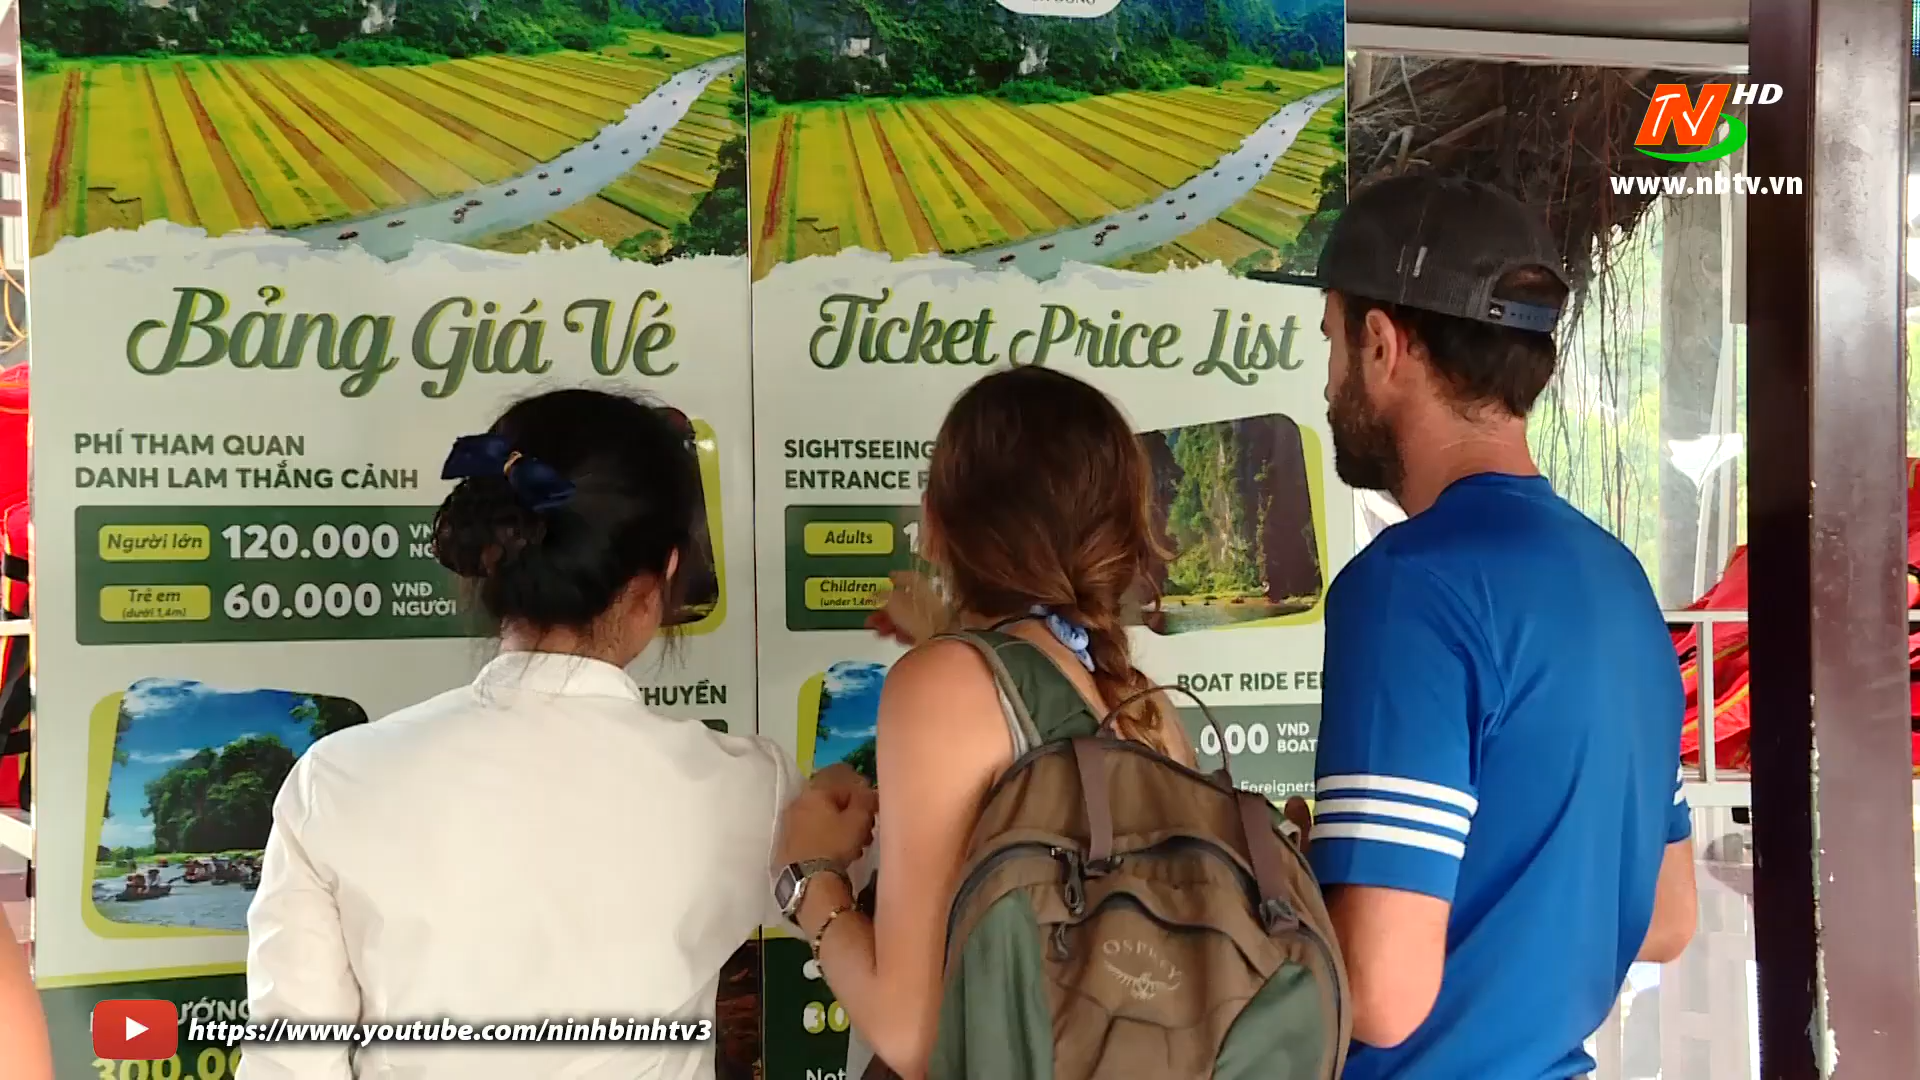 Bảng Giá Vé
PHÍ THAM QUAN
DANH LAM THẮNG CẢNH
Người lớn 120.000
Trẻ em 60.000 VNĐ
(dưới 1,4m) NGƯỜI
Ticket Price List
SIGHTSEEING
ENTRANCE
Adults
Children
(under 1.4m)
BOAT RIDE
.000 VND
BOAT
Foreigners
OSPREY
NTV HD
www.nbtv.vn
https://www.youtube.com/ninhbinhtv3